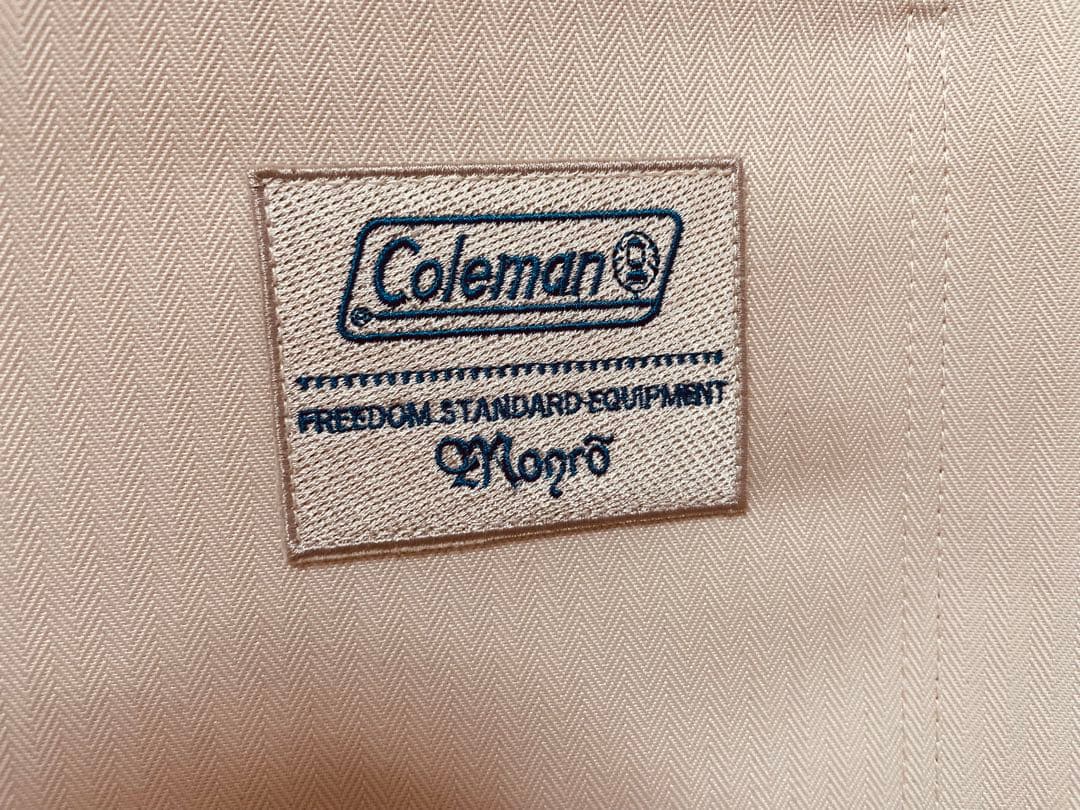 Coleman
®
FREEDOM STANDARD EQUIPMENT
Monro